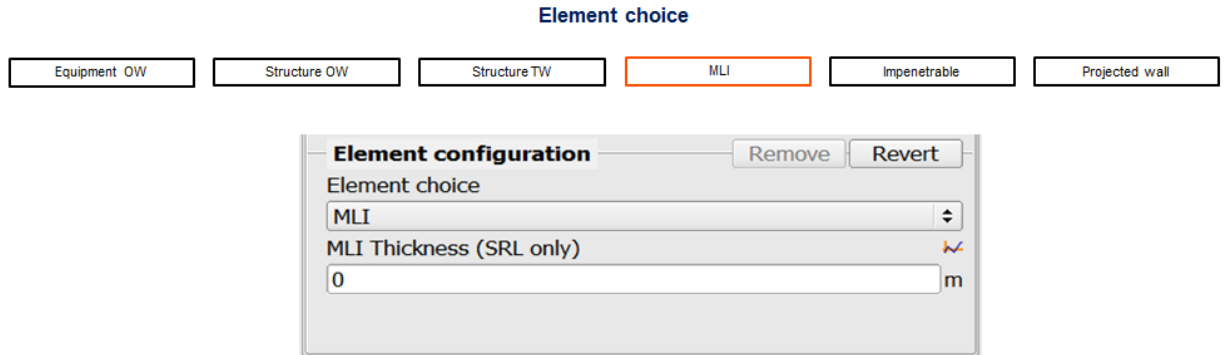 Element choice
Equipment OW
Structure OW
Structure TW
MLI
Impenetrable
Projected wall
Element configuration
Remove
Revert
Element choice
MLI
MLI Thickness (SRL only)
0
m